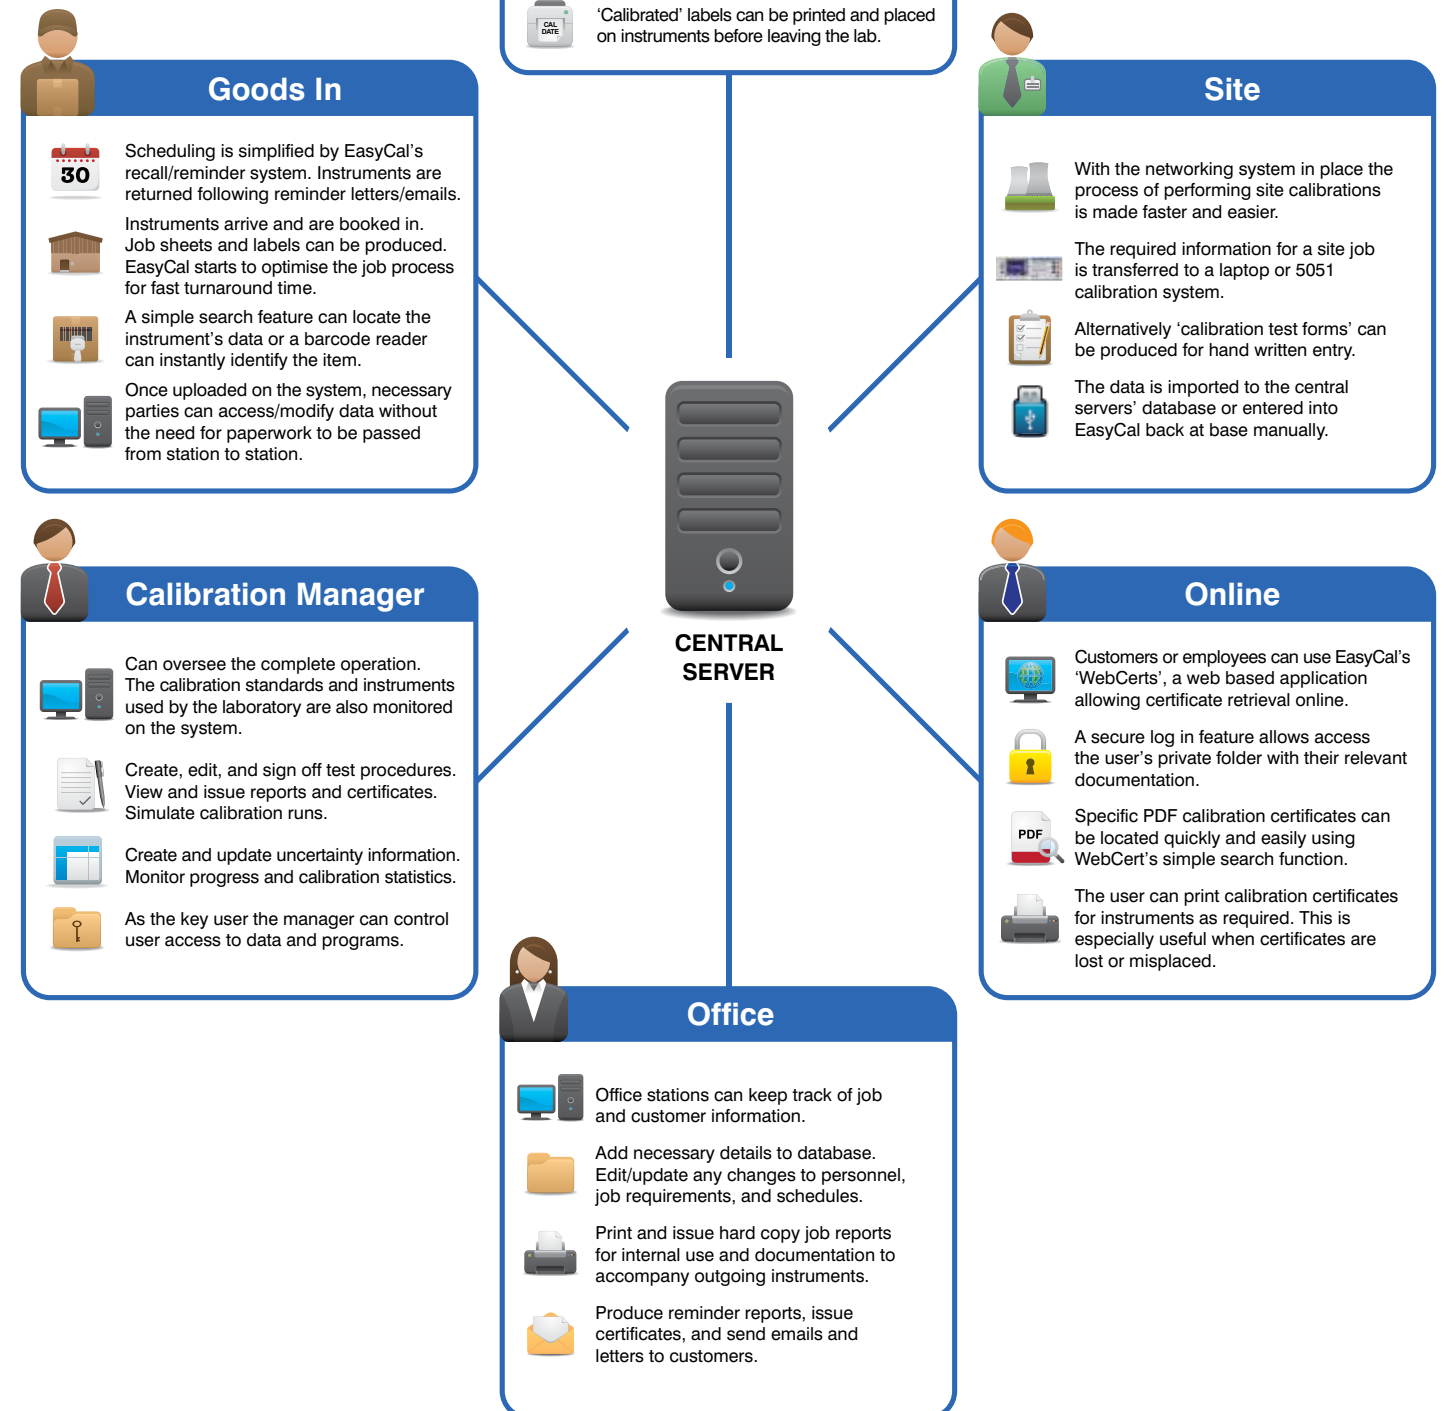 CAL
DATE
‘Calibrated’ labels can be printed and placed
on instruments before leaving the lab.
Goods In
30
Scheduling is simplified by EasyCal’s
recall/reminder system. Instruments are
returned following reminder letters/emails.
Instruments arrive and are booked in.
Job sheets and labels can be produced.
EasyCal starts to optimise the job process
for fast turnaround time.
A simple search feature can locate the
instrument’s data or a barcode reader
can instantly identify the item.
Once uploaded on the system, necessary
parties can access/modify data without
the need for paperwork to be passed
from station to station.
Site
With the networking system in place the
process of performing site calibrations
is made faster and easier.
The required information for a site job
is transferred to a laptop or 5051
calibration system.
Alternatively ‘calibration test forms’ can
be produced for hand written entry.
The data is imported to the central
servers’ database or entered into
EasyCal back at base manually.
CENTRAL
SERVER
Calibration Manager
Can oversee the complete operation.
The calibration standards and instruments
used by the laboratory are also monitored
on the system.
Create, edit, and sign off test procedures.
View and issue reports and certificates.
Simulate calibration runs.
Create and update uncertainty information.
Monitor progress and calibration statistics.
As the key user the manager can control
user access to data and programs.
Online
Customers or employees can use EasyCal’s
‘WebCerts’, a web based application
allowing certificate retrieval online.
A secure log in feature allows access
the user’s private folder with their relevant
documentation.
PDF
Specific PDF calibration certificates can
be located quickly and easily using
WebCert’s simple search function.
The user can print calibration certificates
for instruments as required. This is
especially useful when certificates are
lost or misplaced.
Office
Office stations can keep track of job
and customer information.
Add necessary details to database.
Edit/update any changes to personnel,
job requirements, and schedules.
Print and issue hard copy job reports
for internal use and documentation to
accompany outgoing instruments.
Produce reminder reports, issue
certificates, and send emails and
letters to customers.